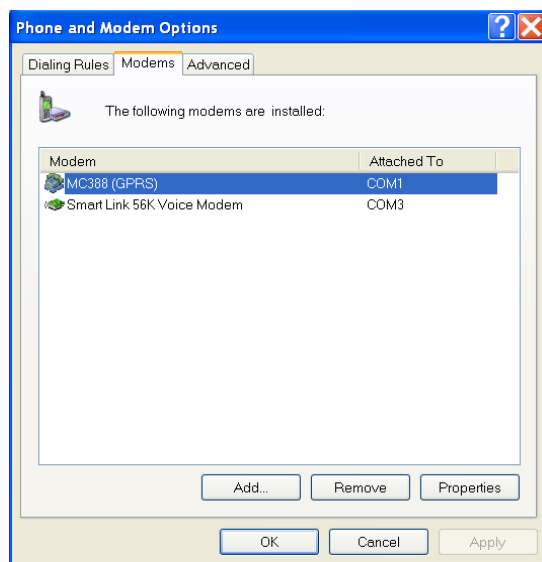 Phone and Modem Options
Dialing Rules Modems Advanced
The following modems are installed:
Modem Attached To
MC388 (GPRS) COM1
Smart Link 56K Voice Modem COM3
Add... Remove Properties
OK Cancel Apply